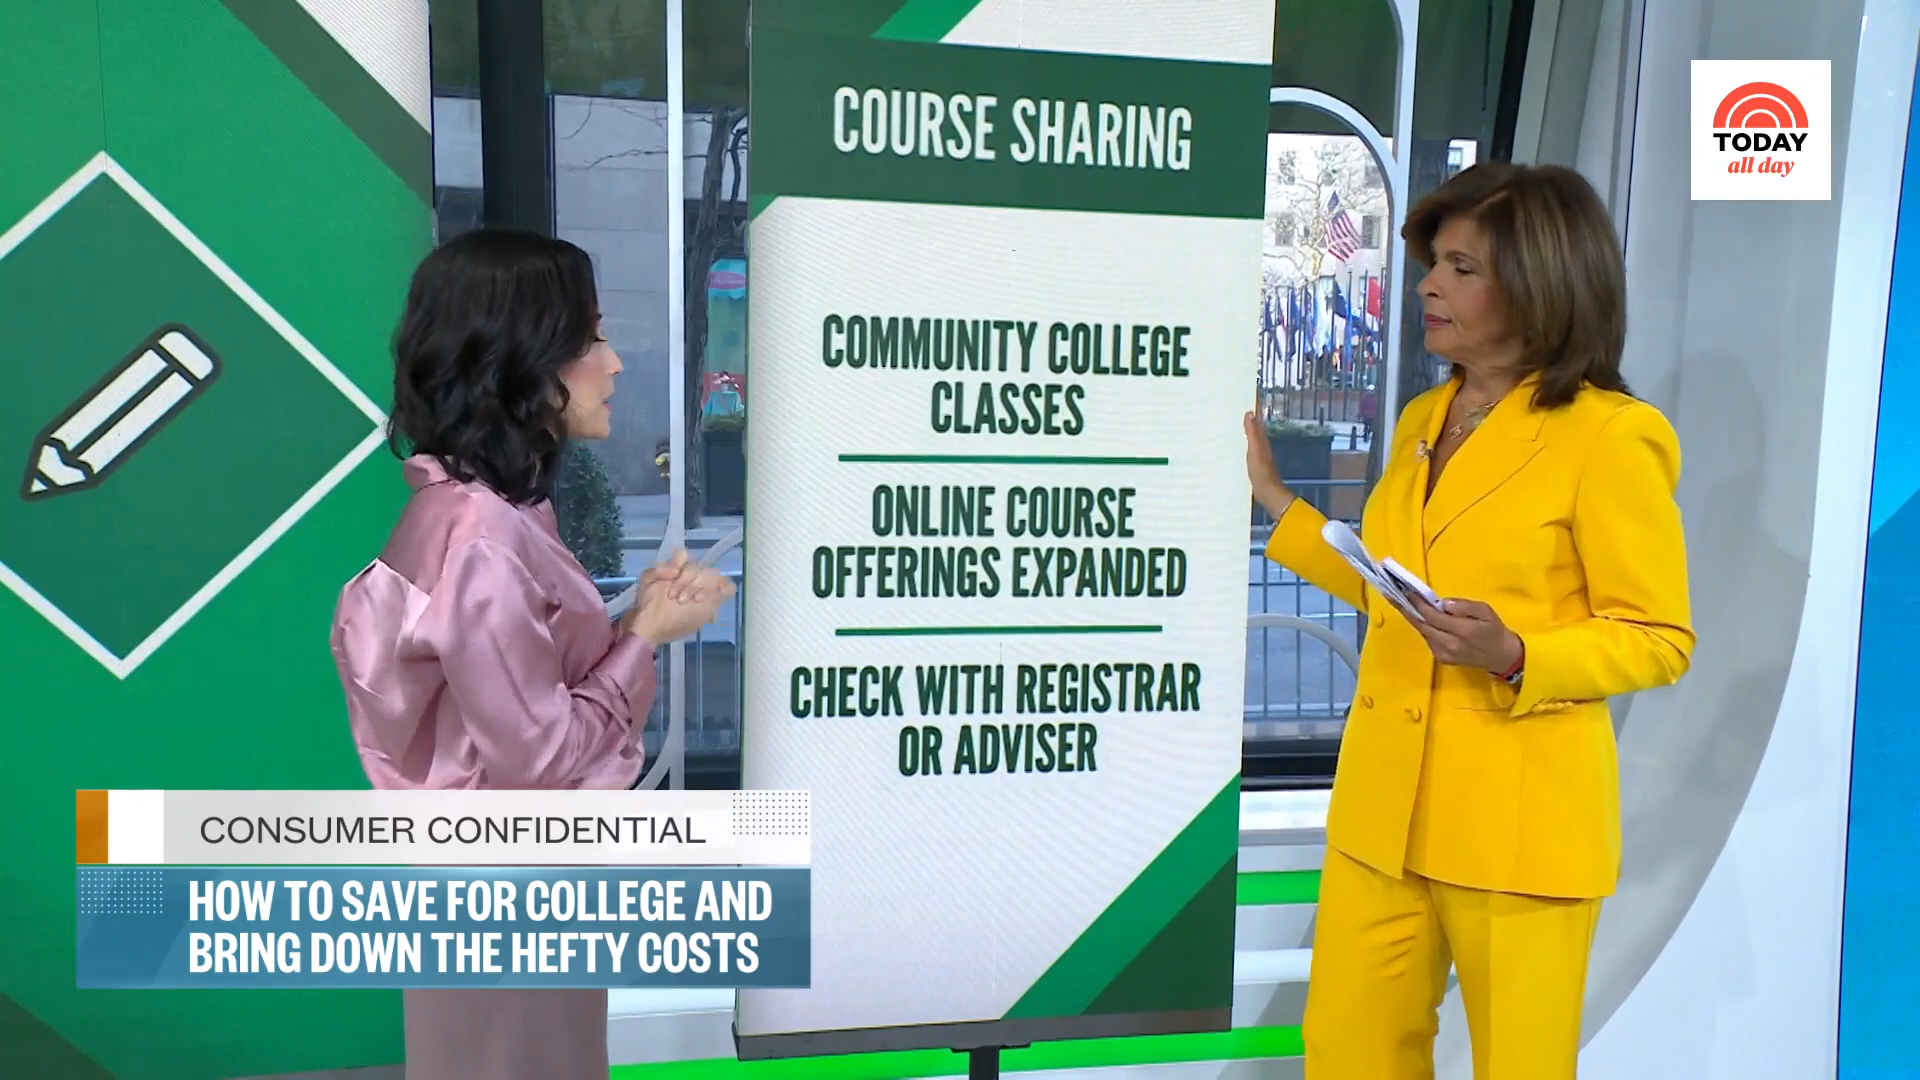 COURSE SHARING
COMMUNITY COLLEGE
CLASSES
ONLINE COURSE
OFFERINGS EXPANDED
CHECK WITH REGISTRAR
OR ADVISER
TODAY
all day
CONSUMER CONFIDENTIAL
HOW TO SAVE FOR COLLEGE AND
BRING DOWN THE HEFTY COSTS